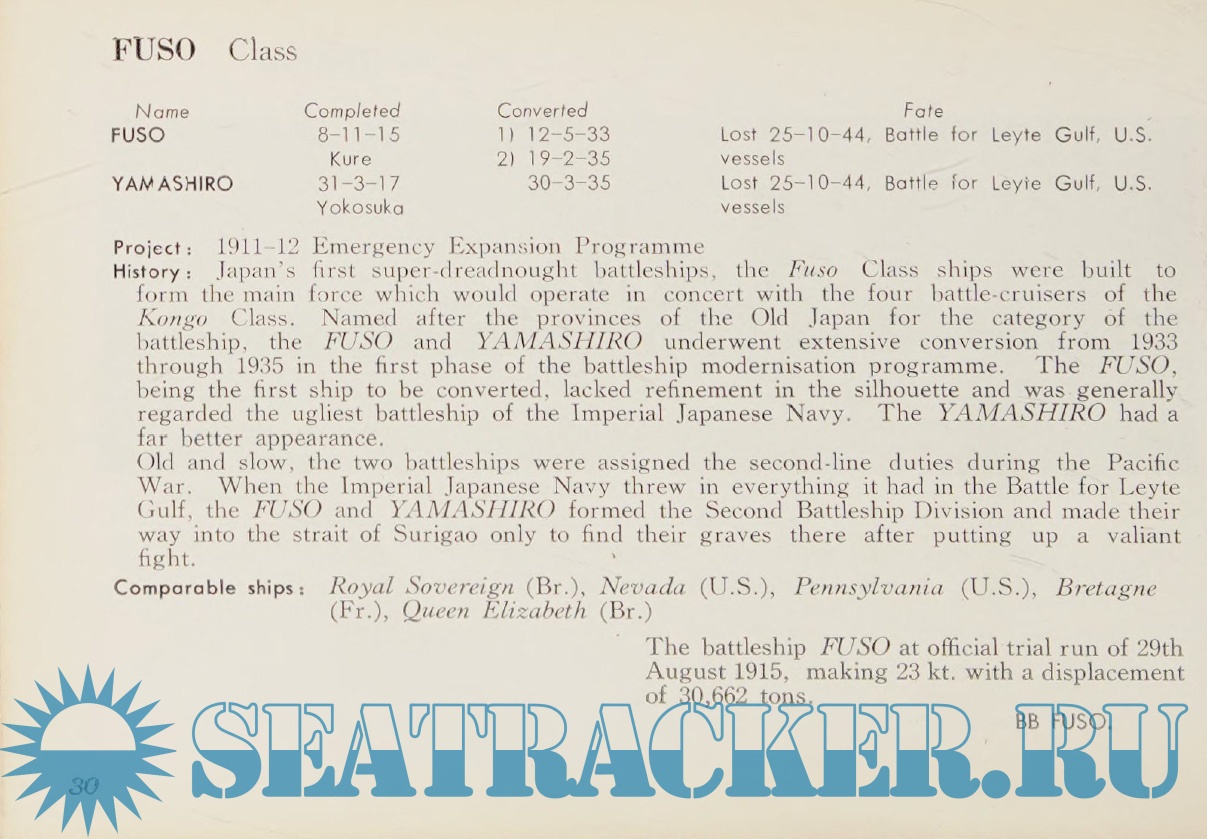 FUSO Class
Name Completed Converted Fate
FUSO 8-11-15 1) 12-5-33 Lost 25-10-44, Battle for Leyte Gulf, U.S.
Kure 2) 19-2-35 vessels
YAMASHIRO 31-3-17 30-3-35 Lost 25-10-44, Battle for Leyte Gulf, U.S.
Yokosuka vessels
Project: 1911-12 Emergency Expansion Programme
History: Japan's first super-dreadnought battleships, the Fuso Class ships were built to
form the main force which would operate in concert with the four battle-cruisers of the
Kongo Class. Named after the provinces of the Old Japan for the category of the
battleship, the FUSO and YAMASHIRO underwent extensive conversion from 1933
through 1935 in the first phase of the battleship modernisation programme. The FUSO,
being the first ship to be converted, lacked refinement in the silhouette and was generally
regarded the ugliest battleship of the Imperial Japanese Navy. The YAMASHIRO had a
far better appearance.
Old and slow, the two battleships were assigned the second-line duties during the Pacific
War. When the Imperial Japanese Navy threw in everything it had in the Battle for Leyte
Gulf, the FUSO and YAMASHIRO formed the Second Battleship Division and made their
way into the strait of Surigao only to find their graves there after putting up a valiant
fight.
Comparable ships: Royal Sovereign (Br.), Nevada (U.S.), Pennsylvania (U.S.), Bretagne
(Fr.), Queen Elizabeth (Br.)
The battleship FUSO at official trial run of 29th
August 1915, making 23 kt. with a displacement
of 30,662 tons.
BB FUSO.
SEATRACKER.RU
30